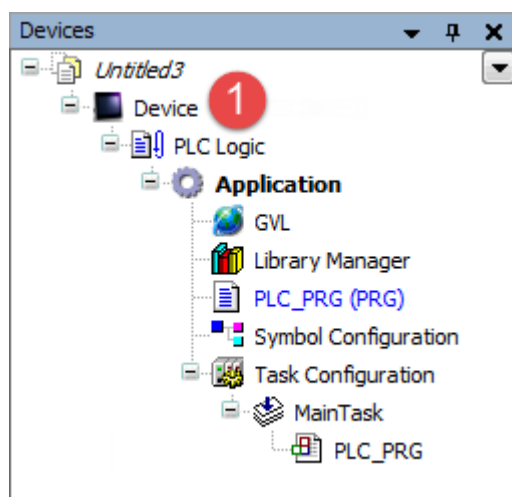 Devices
Untitled3
Device 1
PLC Logic
Application
GVL
Library Manager
PLC_PRG (PRG)
Symbol Configuration
Task Configuration
MainTask
PLC_PRG